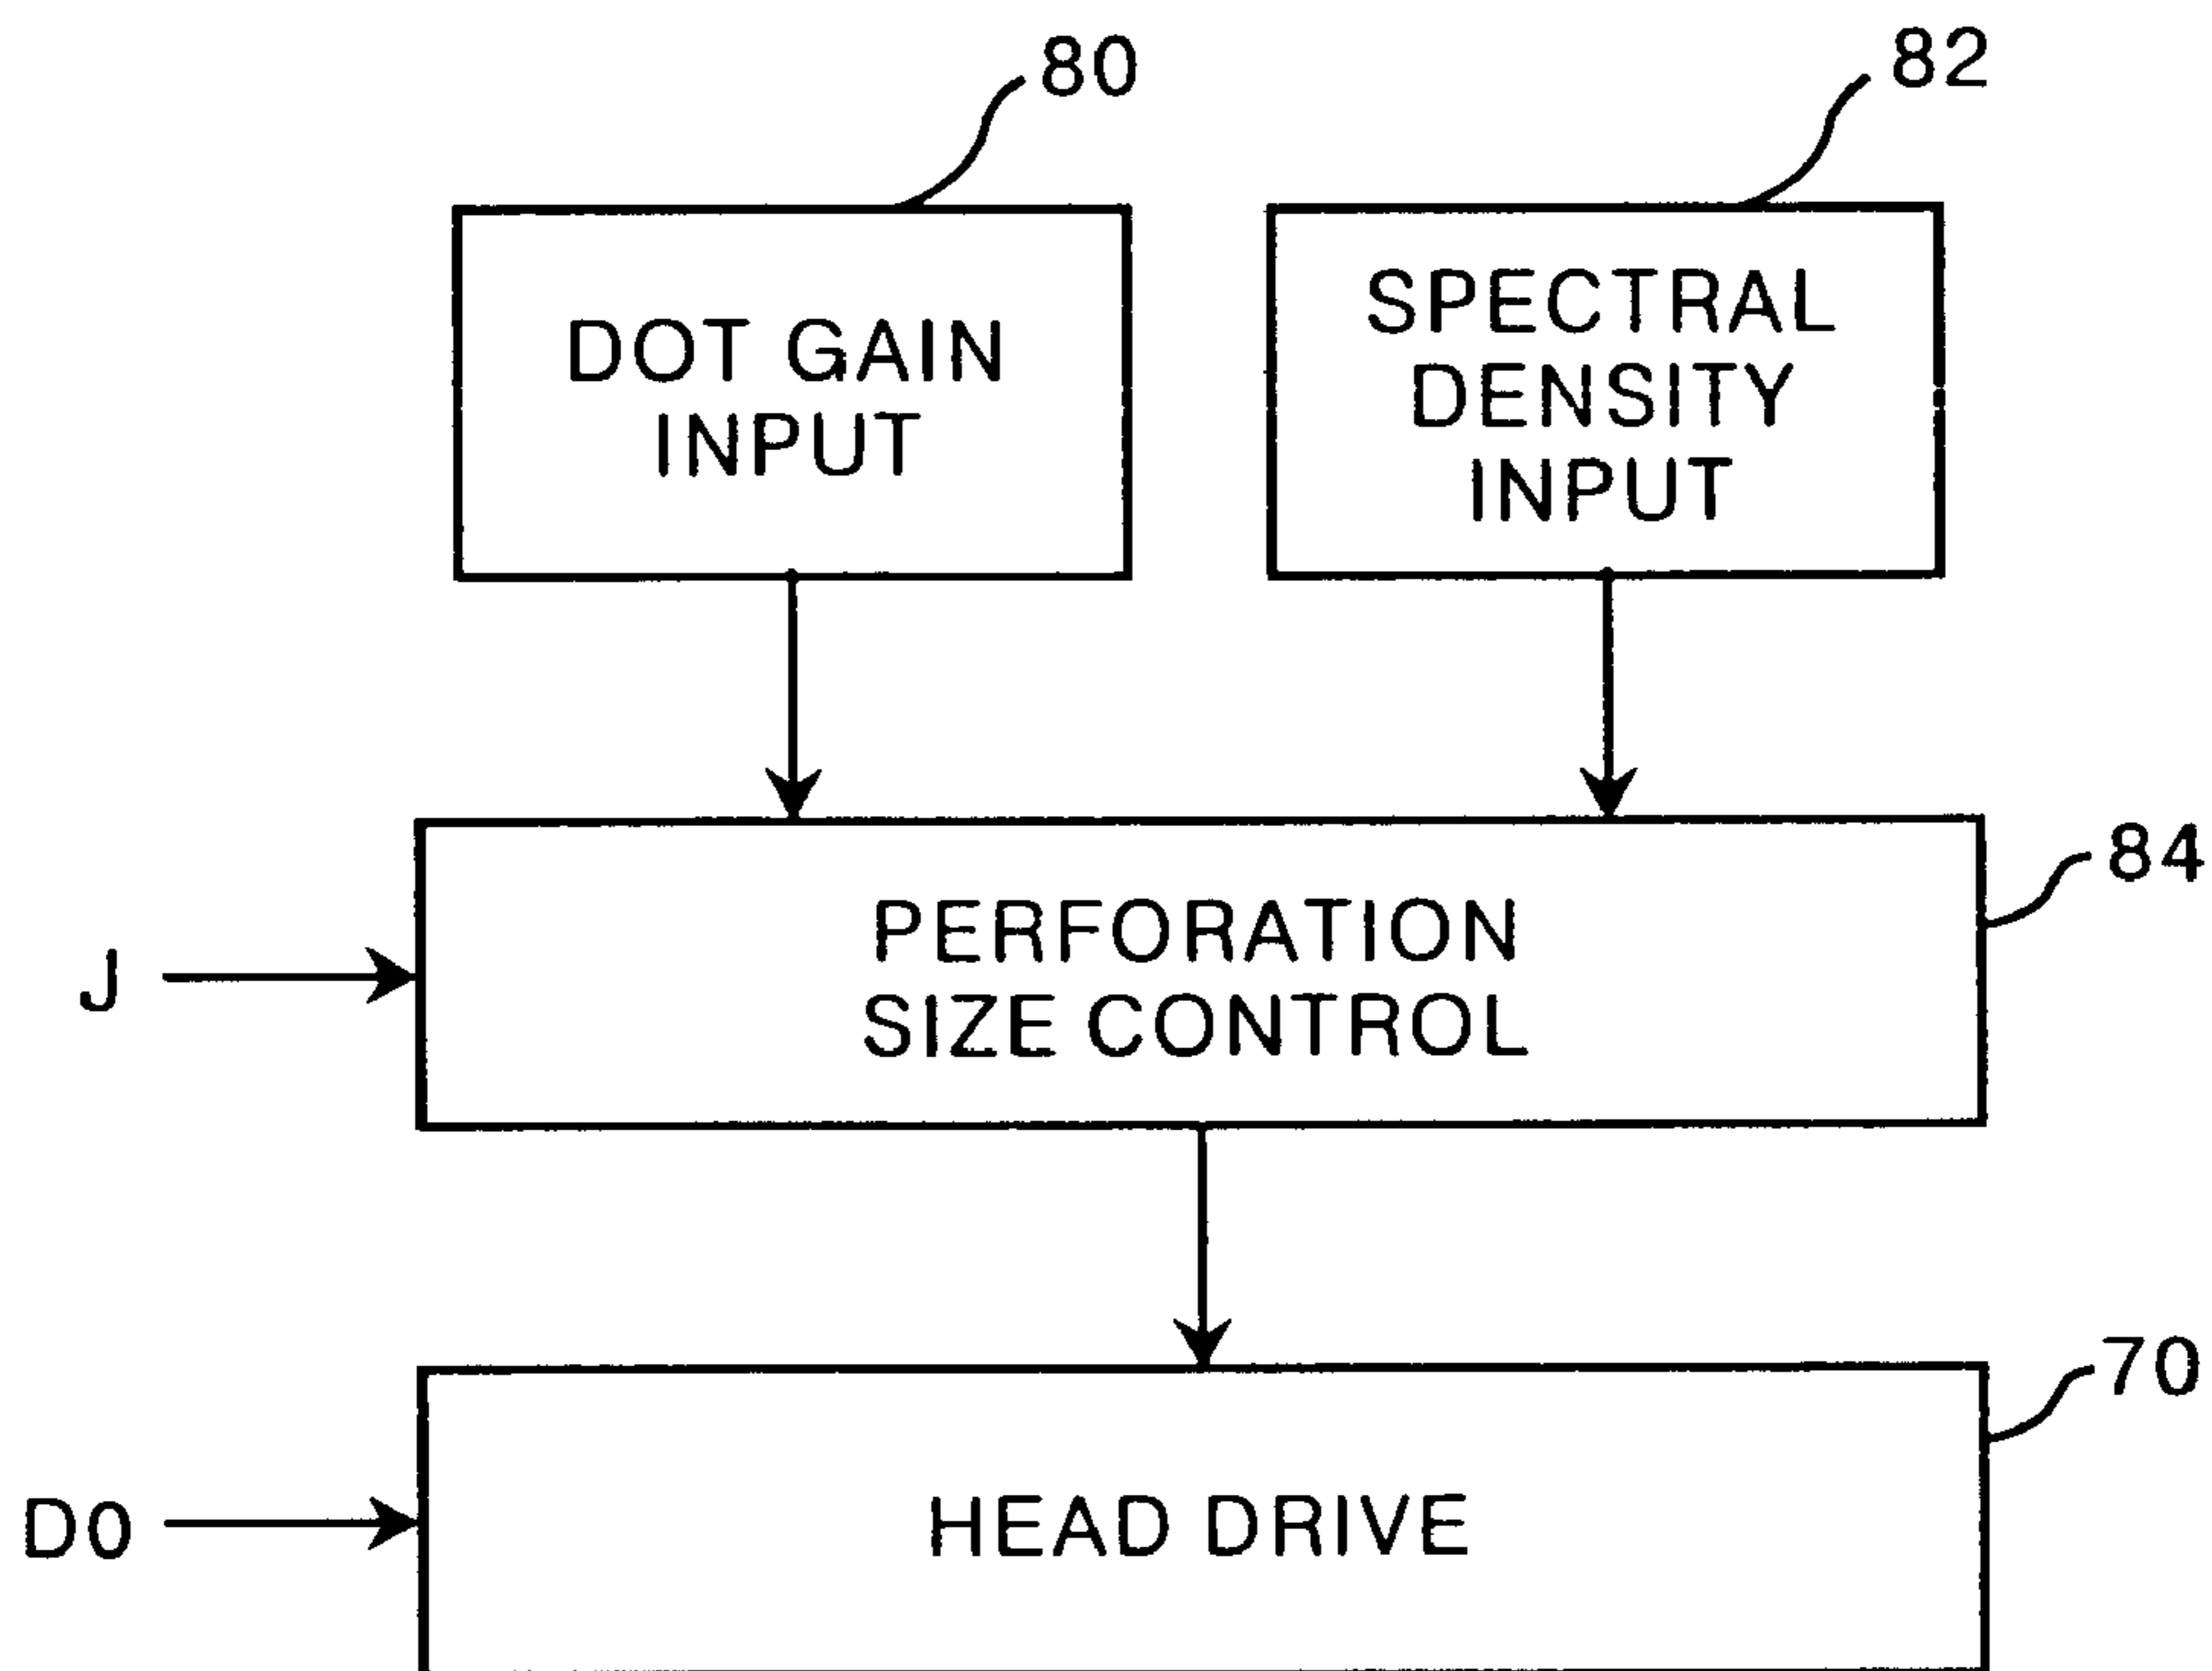 80
82
DOT GAIN
INPUT
SPECTRAL
DENSITY
INPUT
84
PERFORATION
SIZE CONTROL
J
70
HEAD DRIVE
D0